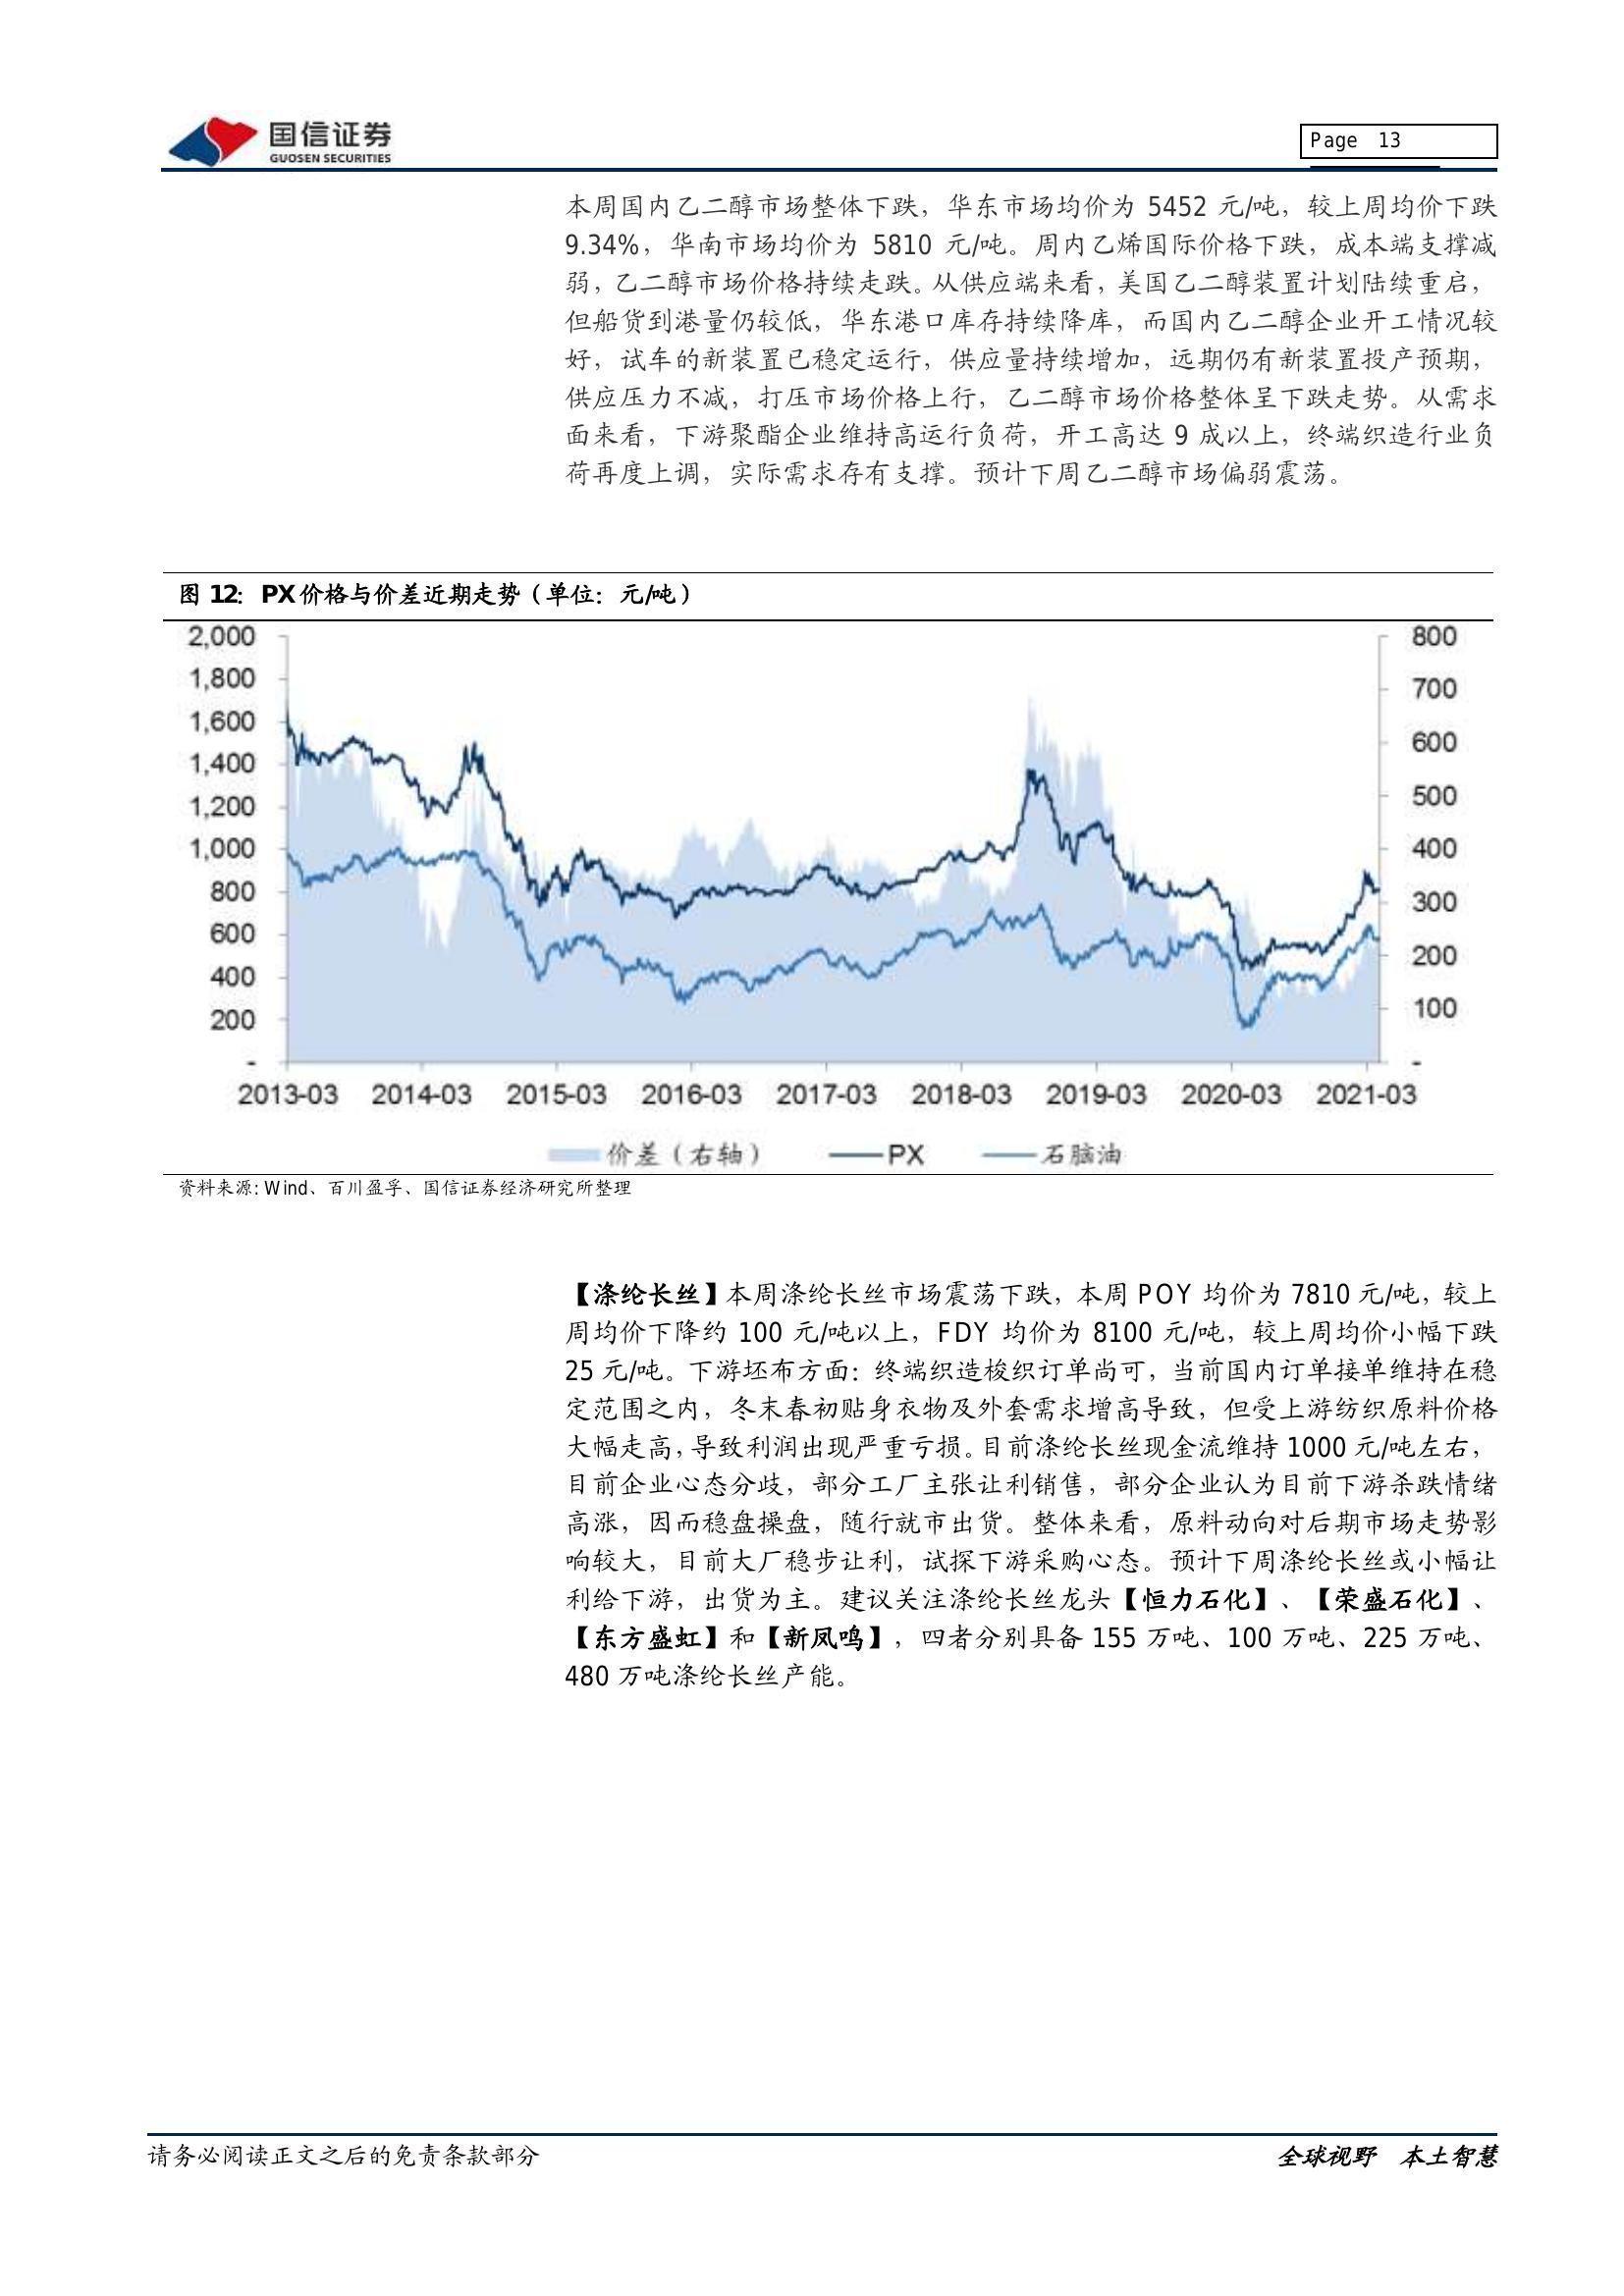 国信证券
GUOSEN SECURITIES
Page 13
本周国内乙二醇市场整体下跌，华东市场均价为 5452 元/吨，较上周均价下跌
9.34%，华南市场均价为 5810 元/吨。周内乙烯国际价格下跌，成本端支撑减
弱，乙二醇市场价格持续走跌。从供应端来看，美国乙二醇装置计划陆续重启，
但船货到港量仍较低，华东港口库存持续降库，而国内乙二醇企业开工情况较
好，试车的新装置已稳定运行，供应量持续增加，远期仍有新装置投产预期，
供应压力不减，打压市场价格上行，乙二醇市场价格整体呈下跌走势。从需求
面来看，下游聚酯企业维持高运行负荷，开工高达 9 成以上，终端织造行业负
荷再度上调，实际需求存有支撑。预计下周乙二醇市场偏弱震荡。
图 12：PX 价格与价差近期走势（单位：元/吨）
2,000
1,800
1,600
1,400
1,200
1,000
800
600
400
200
-
800
700
600
500
400
300
200
100
-
2013-03 2014-03 2015-03 2016-03 2017-03 2018-03 2019-03 2020-03 2021-03
价差（右轴） PX 石脑油
资料来源: Wind、百川盈孚、国信证券经济研究所整理
【涤纶长丝】本周涤纶长丝市场震荡下跌，本周 POY 均价为 7810 元/吨，较上
周均价下降约 100 元/吨以上，FDY 均价为 8100 元/吨，较上周均价小幅下跌
25 元/吨。下游坯布方面：终端织造梭织订单尚可，当前国内订单接单维持在稳
定范围之内，冬末春初贴身衣物及外套需求增高导致，但受上游纺织原料价格
大幅走高，导致利润出现严重亏损。目前涤纶长丝现金流维持 1000 元/吨左右，
目前企业心态分歧，部分工厂主张让利销售，部分企业认为目前下游杀跌情绪
高涨，因而稳盘操盘，随行就市出货。整体来看，原料动向对后期市场走势影
响较大，目前大厂稳步让利，试探下游采购心态。预计下周涤纶长丝或小幅让
利给下游，出货为主。建议关注涤纶长丝龙头【恒力石化】、【荣盛石化】、
【东方盛虹】和【新凤鸣】，四者分别具备 155 万吨、100 万吨、225 万吨、
480 万吨涤纶长丝产能。
请务必阅读正文之后的免责条款部分
全球视野 本土智慧